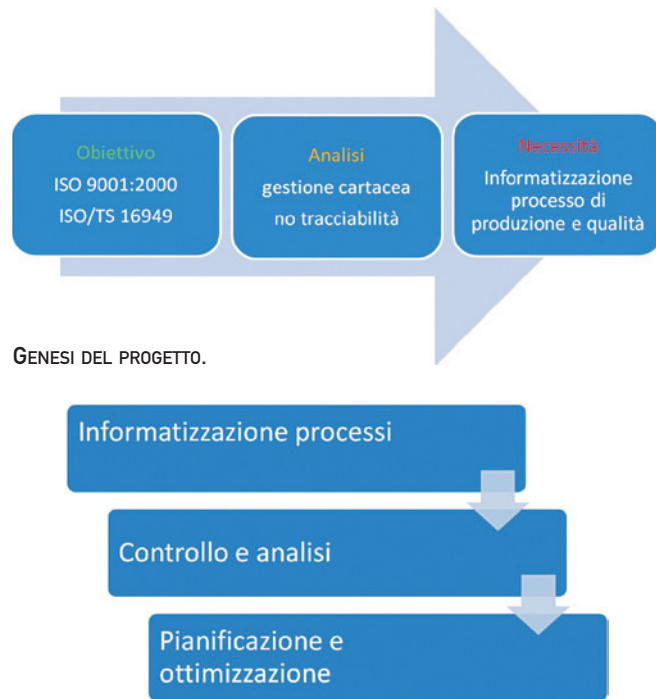 Obiettivo
ISO 9001:2000
ISO/TS 16949
Analisi
gestione cartacea
no tracciabilità
Necessità
Informatizzazione
processo di
produzione e qualità
GENESI DEL PROGETTO.
Informatizzazione processi
Controllo e analisi
Pianificazione e
ottimizzazione